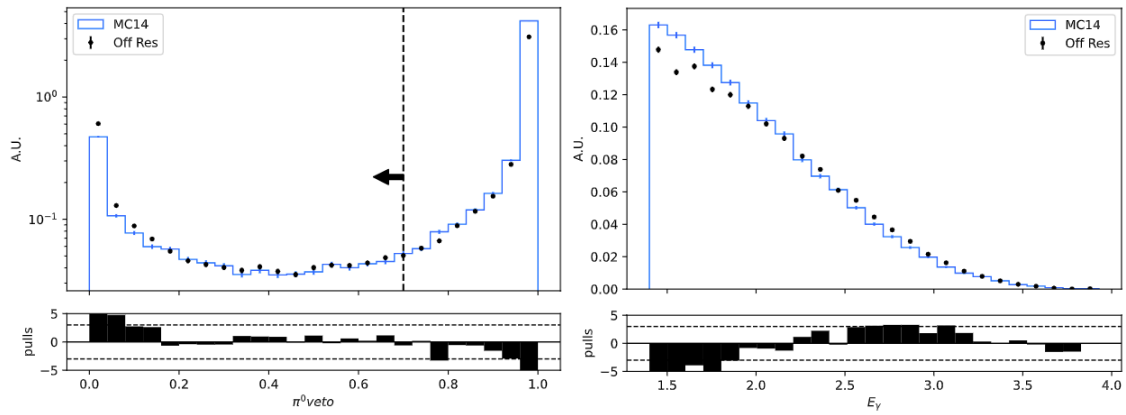 MC14
Off Res
10⁰
10⁻¹
A.U.
5
0
−5
pulls
0.0 0.2 0.4 0.6 0.8 1.0
π⁰veto
MC14
Off Res
0.16
0.14
0.12
0.10
0.08
0.06
0.04
0.02
0.00
A.U.
5
0
−5
pulls
1.5 2.0 2.5 3.0 3.5 4.0
Eγ